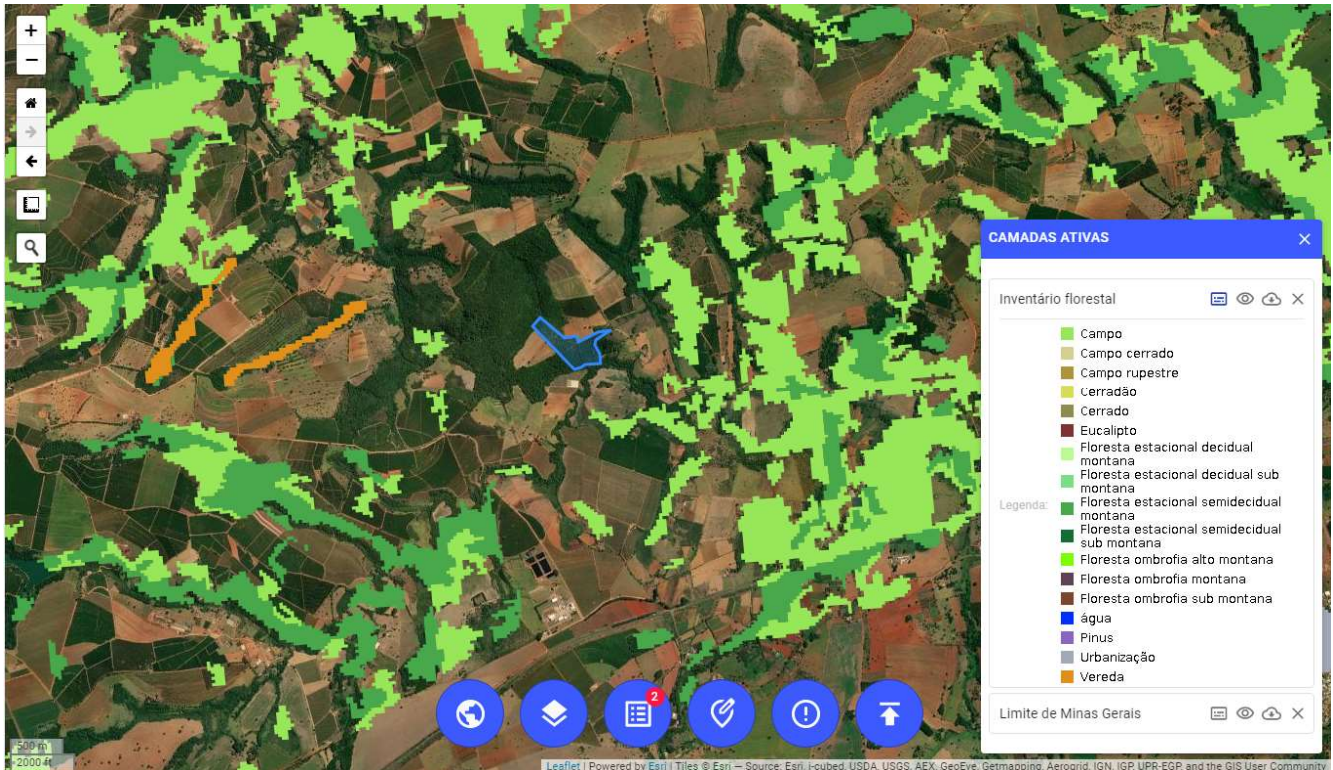 +
−
CAMADAS ATIVAS
Inventário florestal
Legenda:
Campo
Campo cerrado
Campo rupestre
Cerradão
Cerrado
Eucalipto
Floresta estacional decidual
montana
Floresta estacional decidual sub
montana
Floresta estacional semidecidual
montana
Floresta estacional semidecidual
sub montana
Floresta ombrofia alto montana
Floresta ombrofia montana
Floresta ombrofia sub montana
água
Pinus
Urbanização
Vereda
Limite de Minas Gerais
2
500 m
2000 ft
Leaflet | Powered by Esri | Tiles © Esri — Source: Esri, i-cubed, USDA, USGS, AEX, GeoEye, Getmapping, Aerogrid, IGN, IGP, UPR-EGP, and the GIS User Community